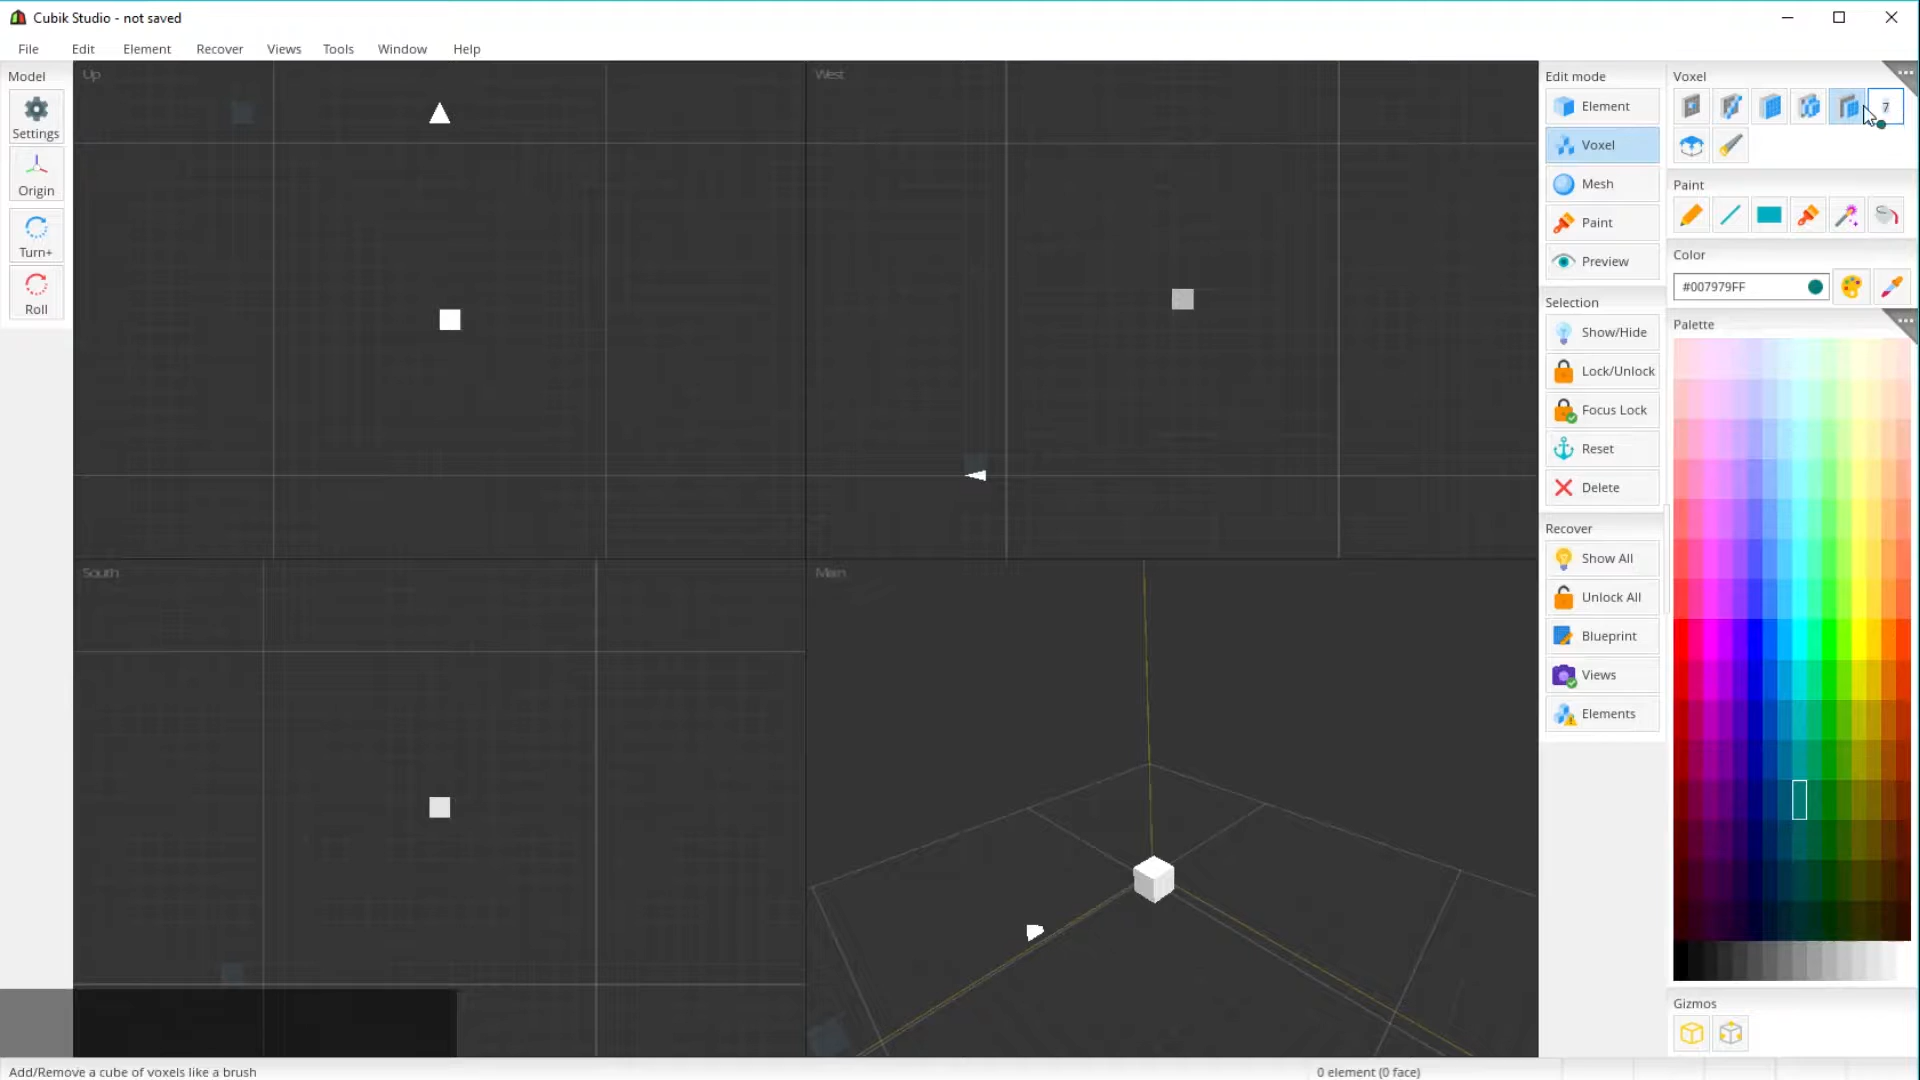 Cubik Studio - not saved
File Edit Element Recover Views Tools Window Help
Model
Settings
Origin
Turn+
Roll
Up
West
South
Main
Edit mode
Element
Voxel
Mesh
Paint
Preview
Selection
Show/Hide
Lock/Unlock
Focus Lock
Reset
Delete
Recover
Show All
Unlock All
Blueprint
Views
Elements
Voxel
7
Paint
Color
#007979FF
Palette
Gizmos
Add/Remove a cube of voxels like a brush
0 element (0 face)